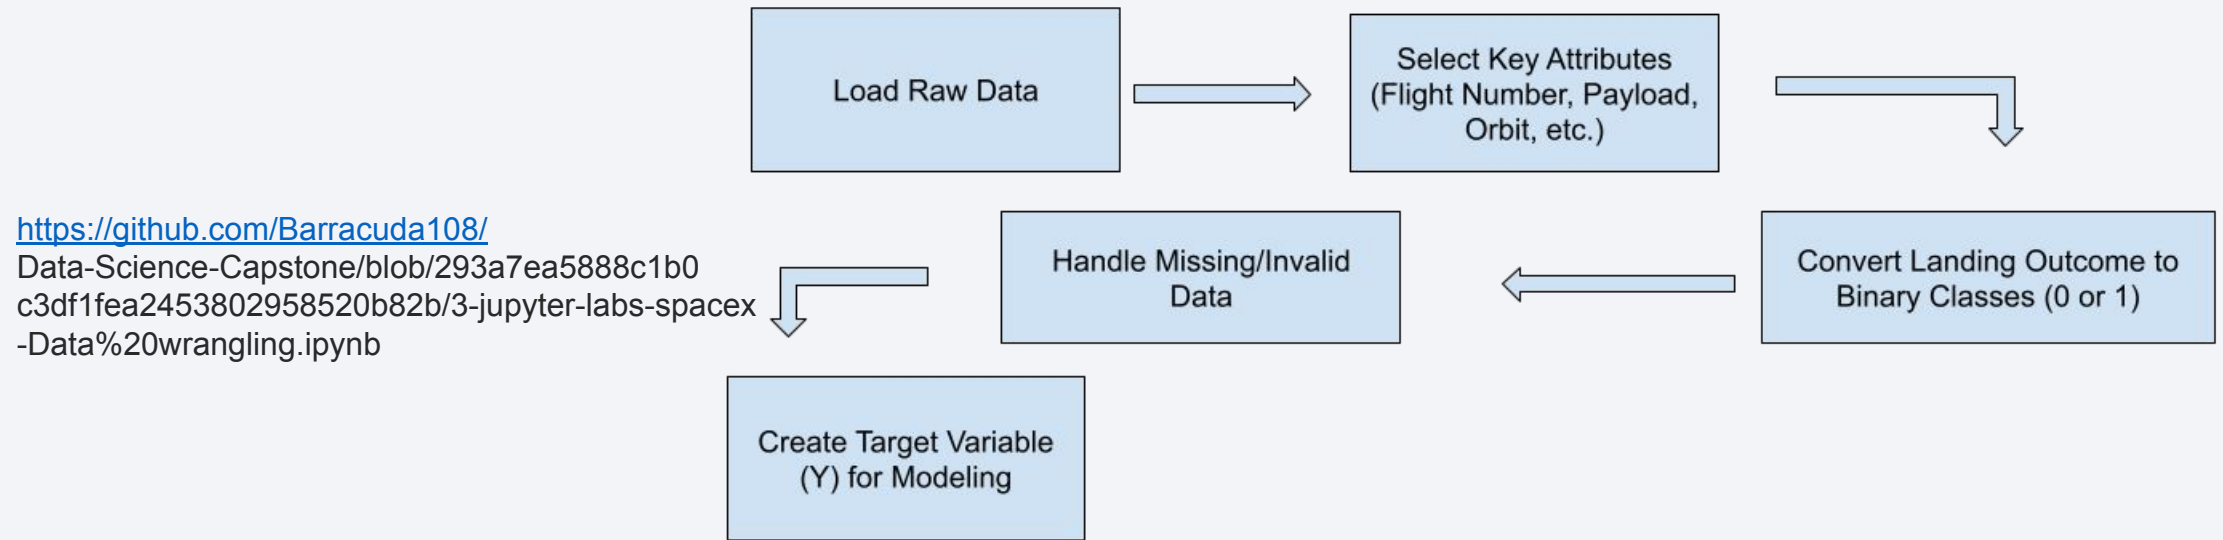 Load Raw Data
Select Key Attributes
(Flight Number, Payload,
Orbit, etc.)
https://github.com/Barracuda108/
Data-Science-Capstone/blob/293a7ea5888c1b0
c3df1fea2453802958520b82b/3-jupyter-labs-spacex
-Data%20wrangling.ipynb
Convert Landing Outcome to
Binary Classes (0 or 1)
Handle Missing/Invalid
Data
Create Target Variable
(Y) for Modeling